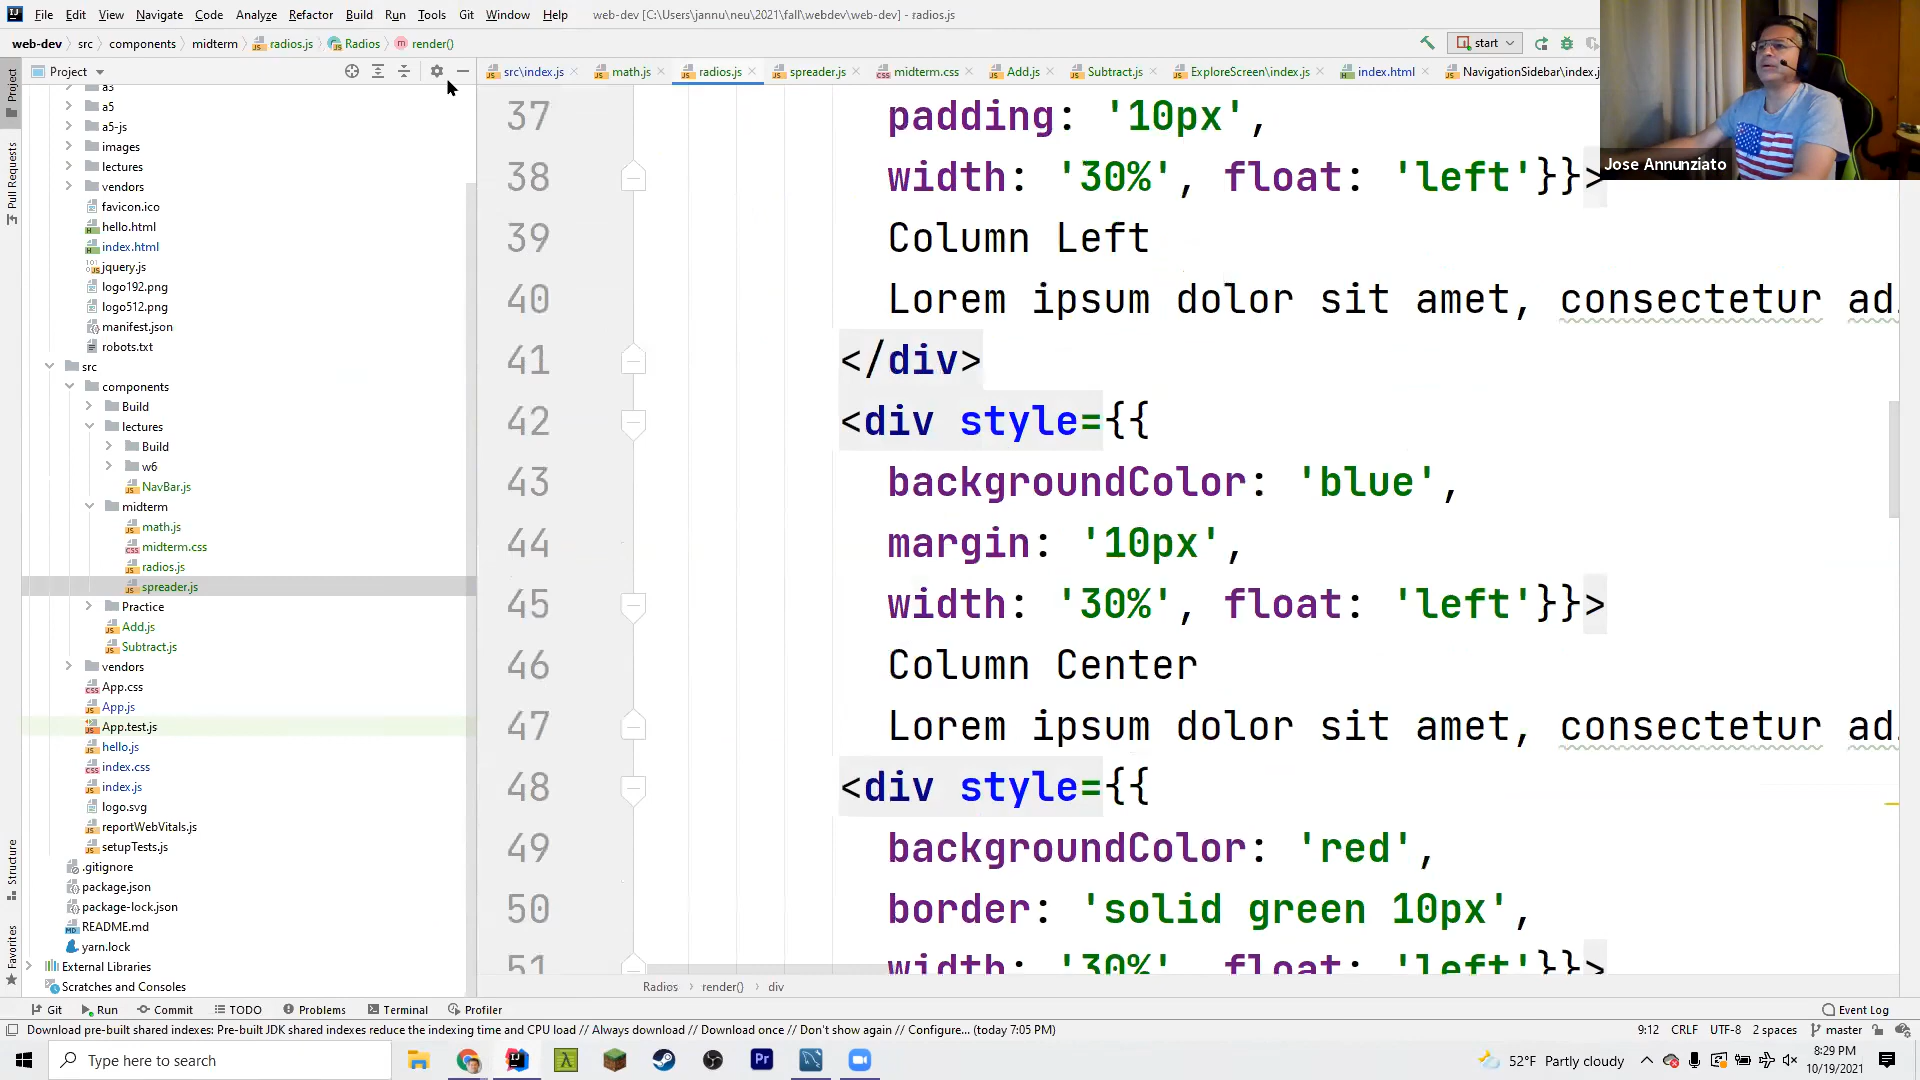 File Edit View Navigate Code Analyze Refactor Build Run Tools Git Window Help web-dev [C:\Users\jannu\neu\2021\fall\webdev\web-dev] - radios.js
web-dev src components midterm radios.js Radios render() start
Project
src\index.js math.js radios.js spreader.js midterm.css Add.js Subtract.js ExploreScreen\index.js index.html NavigationSidebar\index.j
Project
Pull Requests
Structure
Favorites
a3
a5
a5-js
images
lectures
vendors
favicon.ico
hello.html
index.html
jquery.js
logo192.png
logo512.png
manifest.json
robots.txt
src
components
Build
lectures
Build
w6
NavBar.js
midterm
math.js
midterm.css
radios.js
spreader.js
Practice
Add.js
Subtract.js
vendors
App.css
App.js
App.test.js
hello.js
index.css
index.js
logo.svg
reportWebVitals.js
setupTests.js
.gitignore
package.json
package-lock.json
README.md
yarn.lock
External Libraries
Scratches and Consoles
37 padding: '10px',
38 width: '30%', float: 'left'}}>
39 Column Left
40 Lorem ipsum dolor sit amet, consectetur ad
41 </div>
42 <div style={{
43 backgroundColor: 'blue',
44 margin: '10px',
45 width: '30%', float: 'left'}}>
46 Column Center
47 Lorem ipsum dolor sit amet, consectetur ad
48 <div style={{
49 backgroundColor: 'red',
50 border: 'solid green 10px',
51 width: '30%', float: 'left'}}>
Jose Annunziato
Radios render() div
Git Run Commit TODO Problems Terminal Profiler Event Log
Download pre-built shared indexes: Pre-built JDK shared indexes reduce the indexing time and CPU load // Always download // Download once // Don't show again // Configure... (today 7:05 PM) 9:12 CRLF UTF-8 2 spaces master
Type here to search
52°F Partly cloudy
8:29 PM
10/19/2021